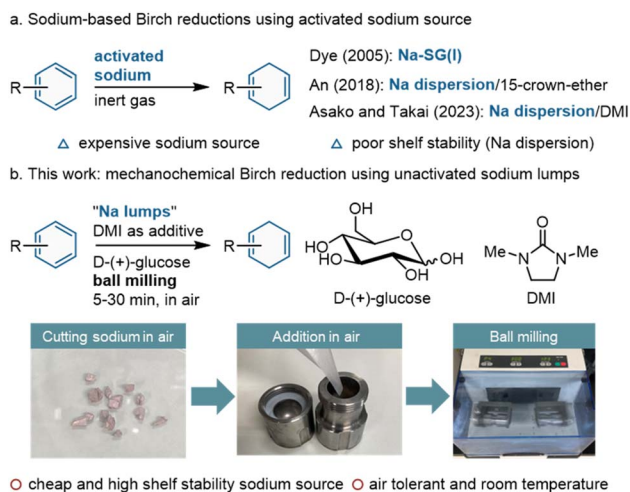 a. Sodium-based Birch reductions using activated sodium source
R
activated
sodium
inert gas
R
Dye (2005): Na-SG(I)
An (2018): Na dispersion/15-crown-ether
Asako and Takai (2023): Na dispersion/DMI
△ expensive sodium source △ poor shelf stability (Na dispersion)
b. This work: mechanochemical Birch reduction using unactivated sodium lumps
R
"Na lumps"
DMI as additive
D-(+)-glucose
ball milling
5-30 min, in air
R
OH
O
HO
HO
OH
OH
D-(+)-glucose
O
Me N N Me
DMI
Cutting sodium in air Addition in air Ball milling
cheap and high shelf stability sodium source air tolerant and room temperature